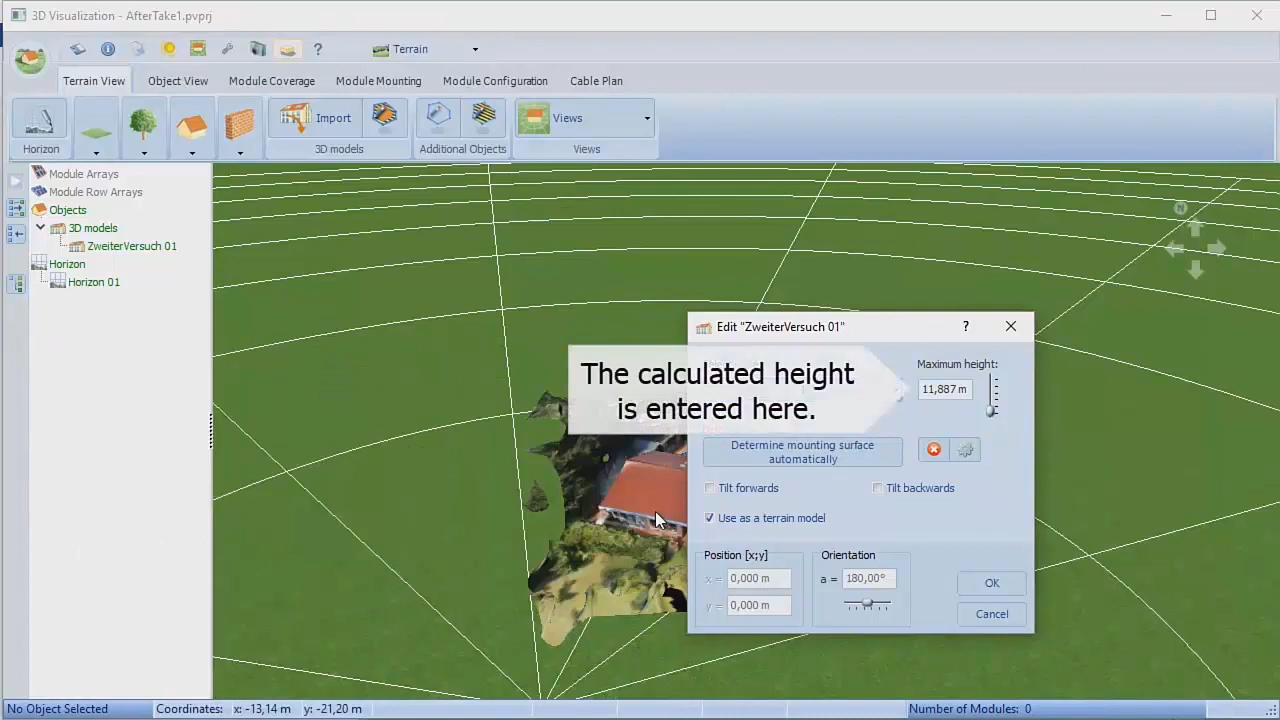 3D Visualization - AfterTake1.pvprj
?
Terrain
Terrain View
Object View
Module Coverage
Module Mounting
Module Configuration
Cable Plan
Import
Views
Horizon
3D models
Additional Objects
Views
Module Arrays
Module Row Arrays
Objects
3D models
ZweiterVersuch 01
Horizon
Horizon 01
N
Edit "ZweiterVersuch 01"
?
The calculated height
is entered here.
Maximum height:
11,887 m
Determine mounting surface
automatically
Tilt forwards
Tilt backwards
Use as a terrain model
Position [x;y]
x = 0,000 m
y = 0,000 m
Orientation
a = 180,00°
OK
Cancel
No Object Selected
Coordinates: x: -13,14 m y: -21,20 m
Number of Modules: 0